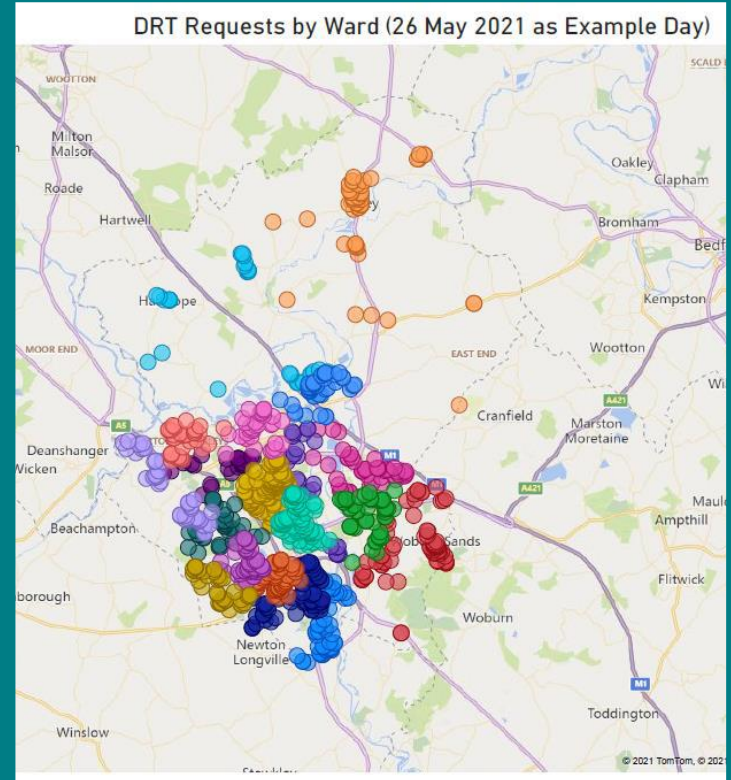 DRT Requests by Ward (26 May 2021 as Example Day)
WOOTTON
SCALD
Milton
Malsor
Oakley
Clapham
Roade
Hartwell
Bromham
Bedf
Kempston
MOOR END
EAST END
Wootton
A421
Cranfield
Marston
Moretaine
A5
Deanshanger
M1
Wicken
A421
Maul
Ampthill
Beachampton
Sands
Flitwick
borough
Woburn
Newton
Longville
M1
Toddington
Winslow
© 2021 TomTom, © 2021